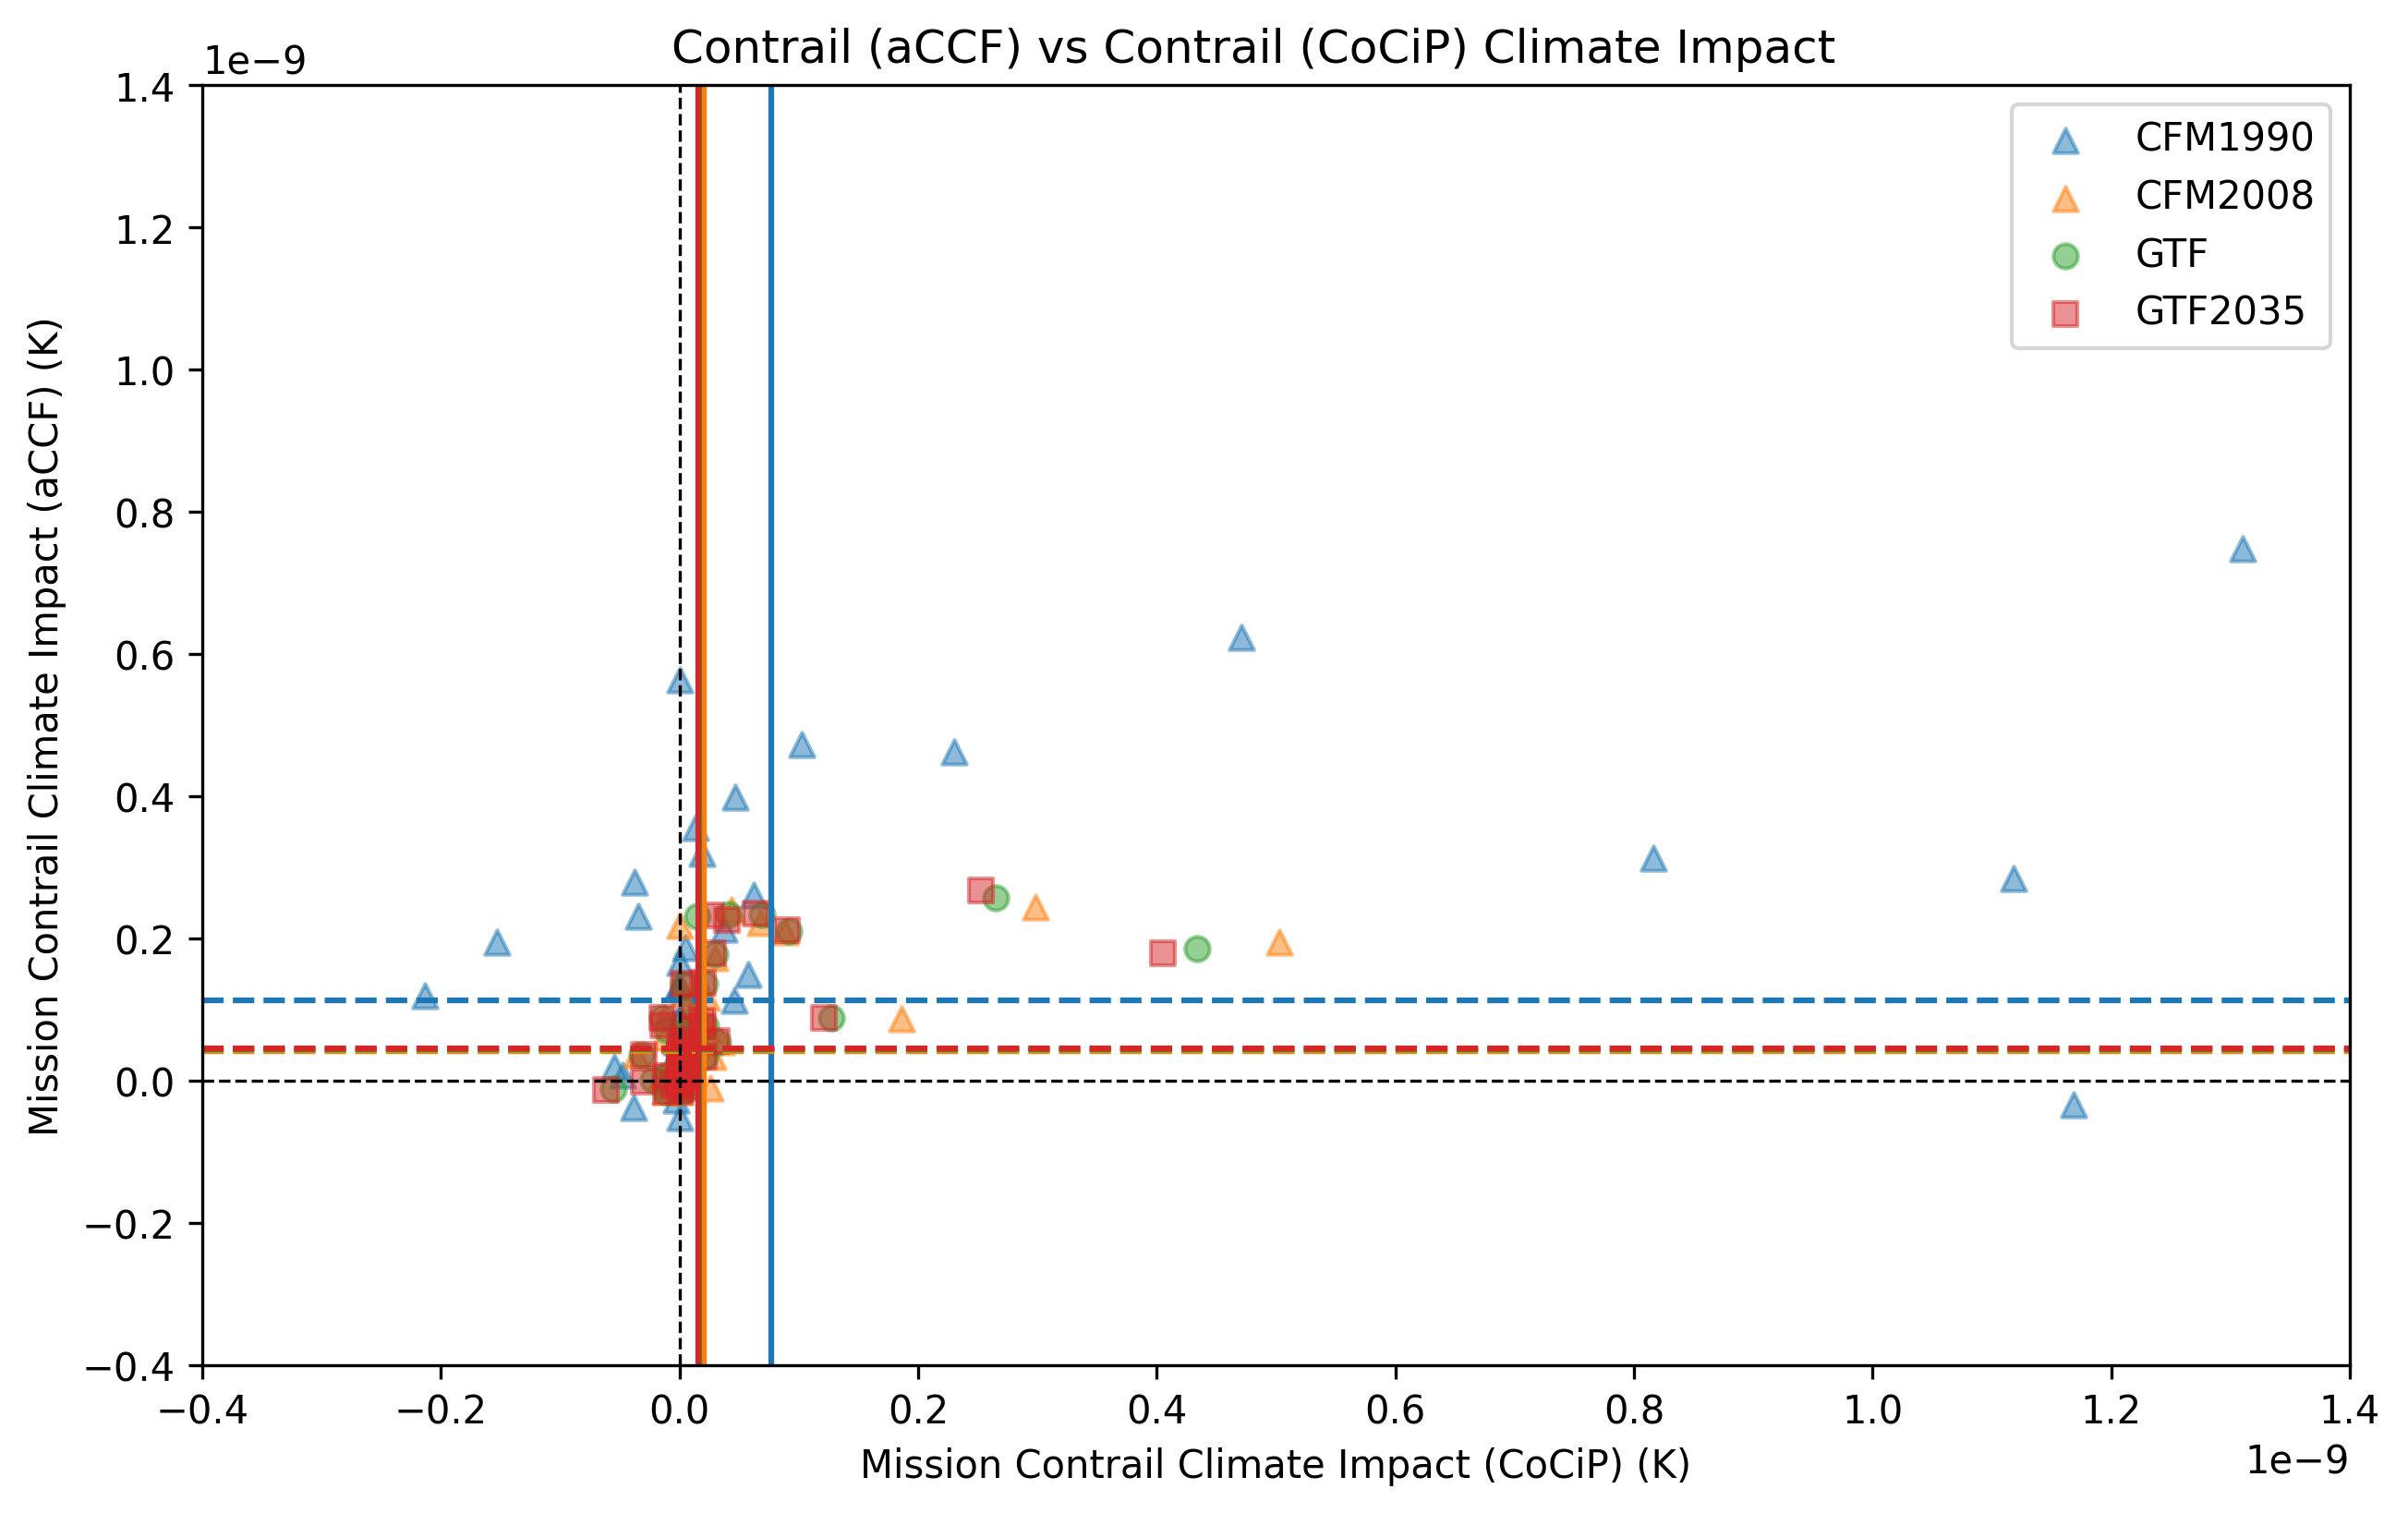 Contrail (aCCF) vs Contrail (CoCiP) Climate Impact
1e−9
1.4
1.2
1.0
0.8
0.6
0.4
0.2
0.0
−0.2
−0.4
Mission Contrail Climate Impact (aCCF) (K)
CFM1990
CFM2008
GTF
GTF2035
−0.4 −0.2 0.0 0.2 0.4 0.6 0.8 1.0 1.2 1.4
Mission Contrail Climate Impact (CoCiP) (K)
1e−9